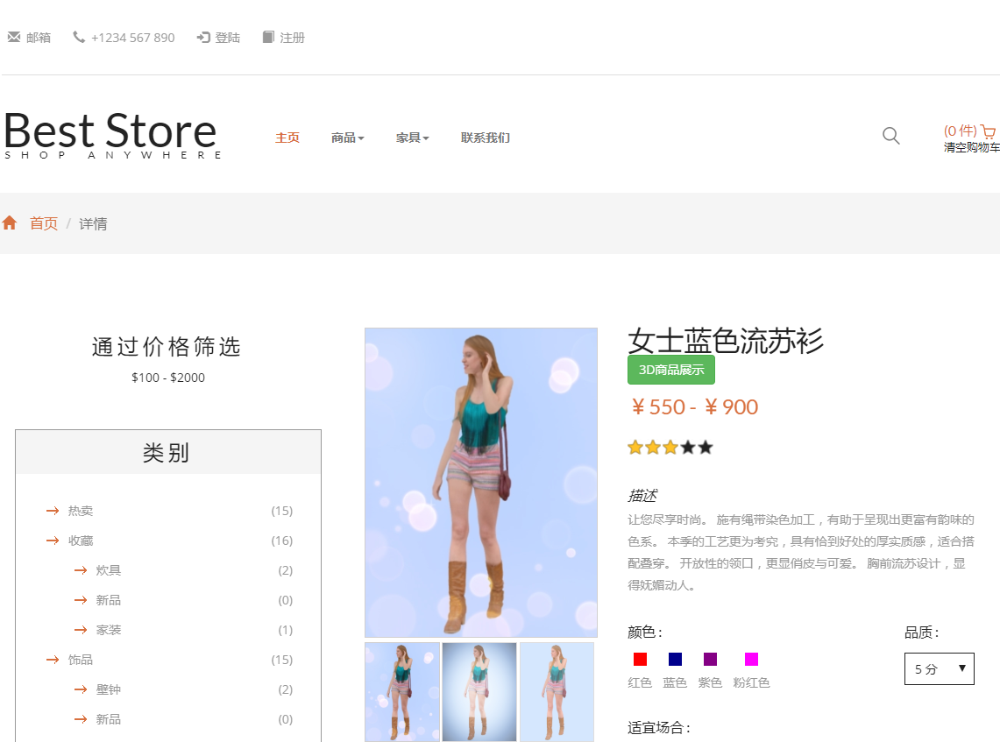 邮箱 +1234 567 890 登陆 注册
Best Store
SHOP ANYWHERE
主页 商品 家具 联系我们
(0 件)
清空购物车
首页 / 详情
通过价格筛选
$100 - $2000
类别
热卖 (15)
收藏 (16)
炊具 (2)
新品 (0)
家装 (1)
饰品 (15)
壁钟 (2)
新品 (0)
女士蓝色流苏衫
3D商品展示
￥550 - ￥900
描述
让您尽享时尚。 施有绳带染色加工，有助于呈现出更富有韵味的
色系。 本季的工艺更为考究，具有恰到好处的厚实质感，适合搭
配叠穿。 开放性的领口，更显俏皮与可爱。 胸前流苏设计，显
得妩媚动人。
颜色：
红色 蓝色 紫色 粉红色
品质：
5 分
适宜场合：